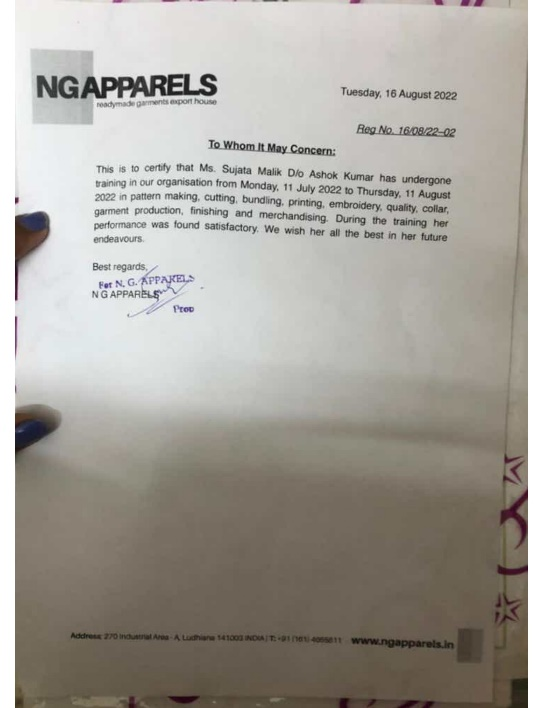 NG APPARELS
readymade garments export house
Tuesday, 16 August 2022
Reg No. 16/08/22-02
To Whom It May Concern:
This is to certify that Ms. Sujata Malik D/o Ashok Kumar has undergone
training in our organisation from Monday, 11 July 2022 to Thursday, 11 August
2022 in pattern making, cutting, bundling, printing, embroidery, quality, collar,
garment production, finishing and merchandising. During the training her
performance was found satisfactory. We wish her all the best in her future
endeavours.
Best regards,
For N. G. APPARELS
N G APPARELS
Prop
Address: 270 Industrial Area - A, Ludhiana 141003 INDIA | T: +91 (161) www.ngapparels.in